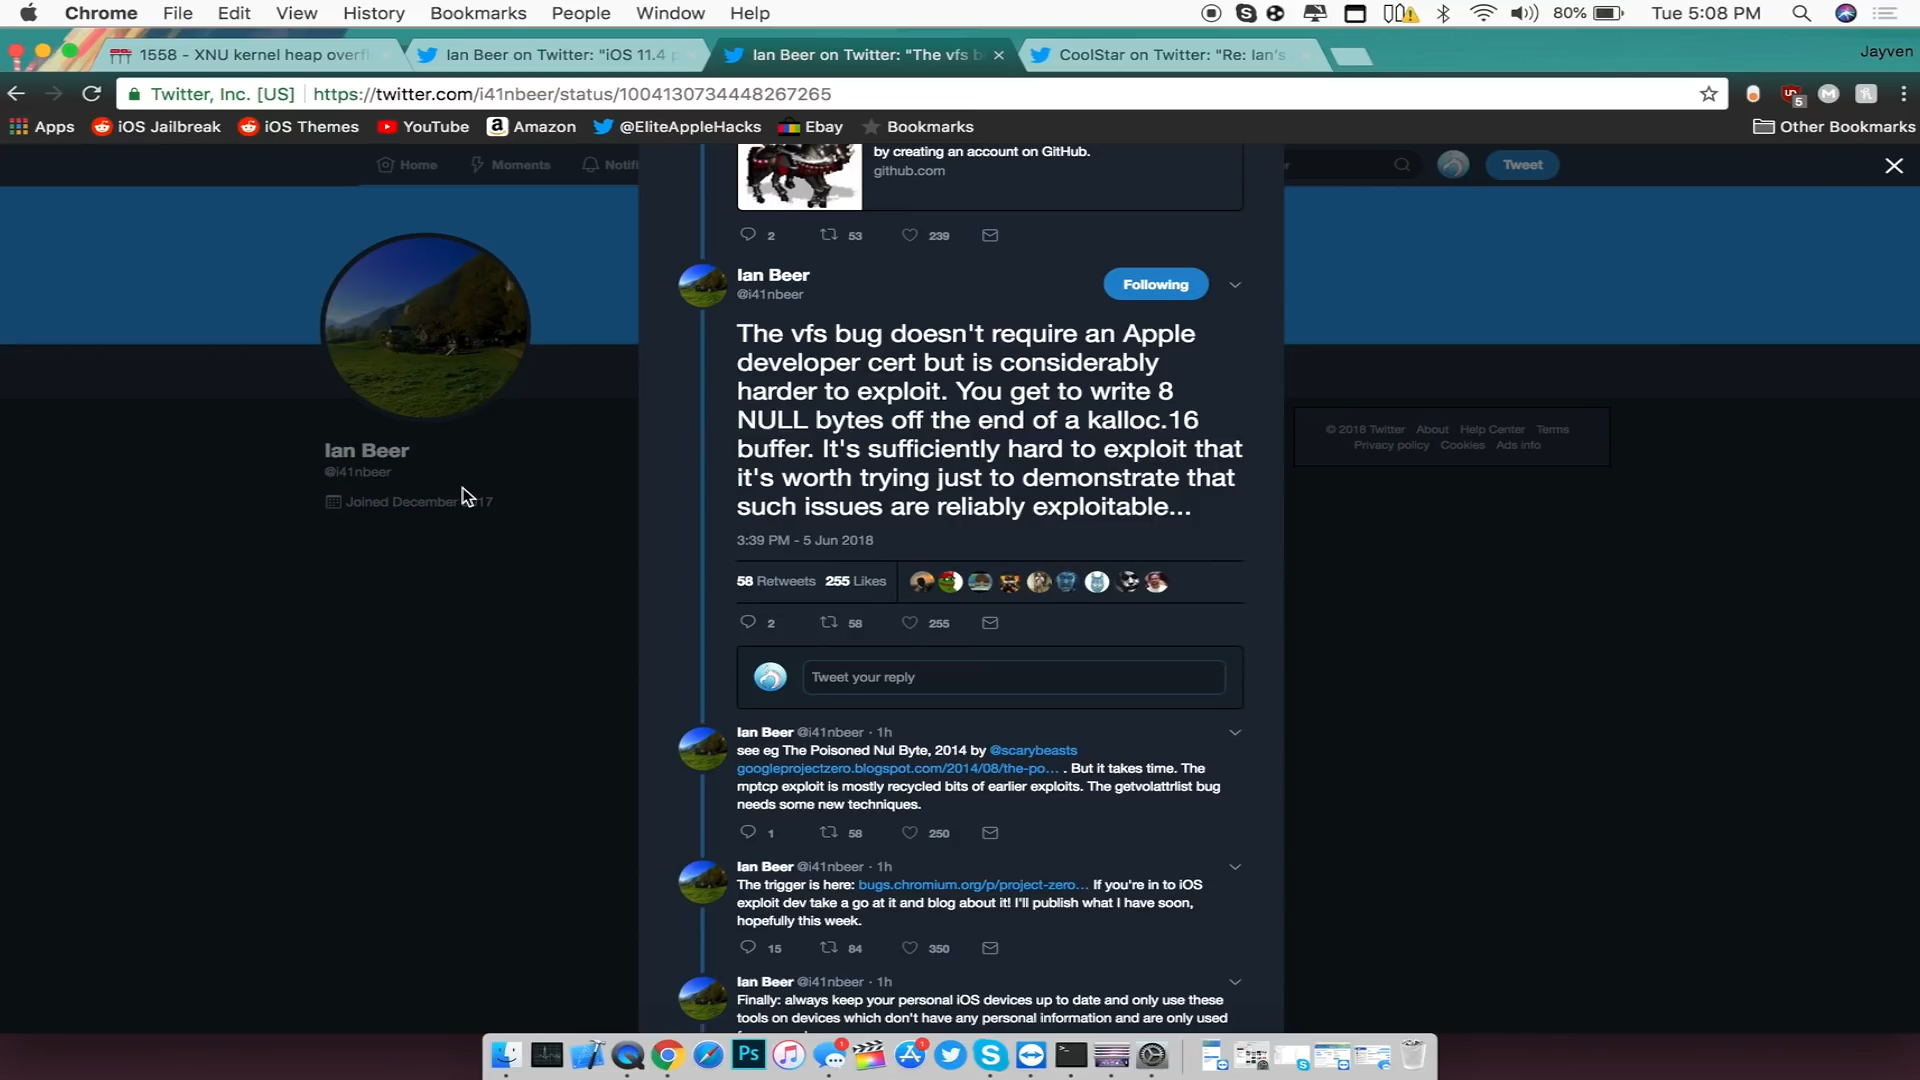 Chrome File Edit View History Bookmarks People Window Help 80% Tue 5:08 PM
1558 - XNU kernel heap overfl Ian Beer on Twitter: "iOS 11.4 p Ian Beer on Twitter: "The vfs b CoolStar on Twitter: "Re: Ian's Jayven
Twitter, Inc. [US] https://twitter.com/i41nbeer/status/1004130734448267265
5
Apps iOS Jailbreak iOS Themes YouTube Amazon @EliteAppleHacks Ebay Bookmarks Other Bookmarks
by creating an account on GitHub.
Home Moments Notifi Tweet
github.com
2 53 239
Ian Beer
@i41nbeer
Following
The vfs bug doesn't require an Apple
developer cert but is considerably
harder to exploit. You get to write 8
NULL bytes off the end of a kalloc.16
buffer. It's sufficiently hard to exploit that
it's worth trying just to demonstrate that
such issues are reliably exploitable...
3:39 PM - 5 Jun 2018
58 Retweets 255 Likes
2 58 255
Tweet your reply
Ian Beer @i41nbeer · 1h
see eg The Poisoned Nul Byte, 2014 by @scarybeasts
googleprojectzero.blogspot.com/2014/08/the-po... . But it takes time. The
mptcp exploit is mostly recycled bits of earlier exploits. The getvolattrlist bug
needs some new techniques.
1 58 250
Ian Beer @i41nbeer · 1h
The trigger is here: bugs.chromium.org/p/project-zero... If you're in to iOS
exploit dev take a go at it and blog about it! I'll publish what I have soon,
hopefully this week.
15 84 350
Ian Beer @i41nbeer · 1h
Finally: always keep your personal iOS devices up to date and only use these
tools on devices which don't have any personal information and are only used
Ian Beer
@i41nbeer
Joined December 17
© 2018 Twitter About Help Center Terms
Privacy policy Cookies Ads info
Ps
1
1